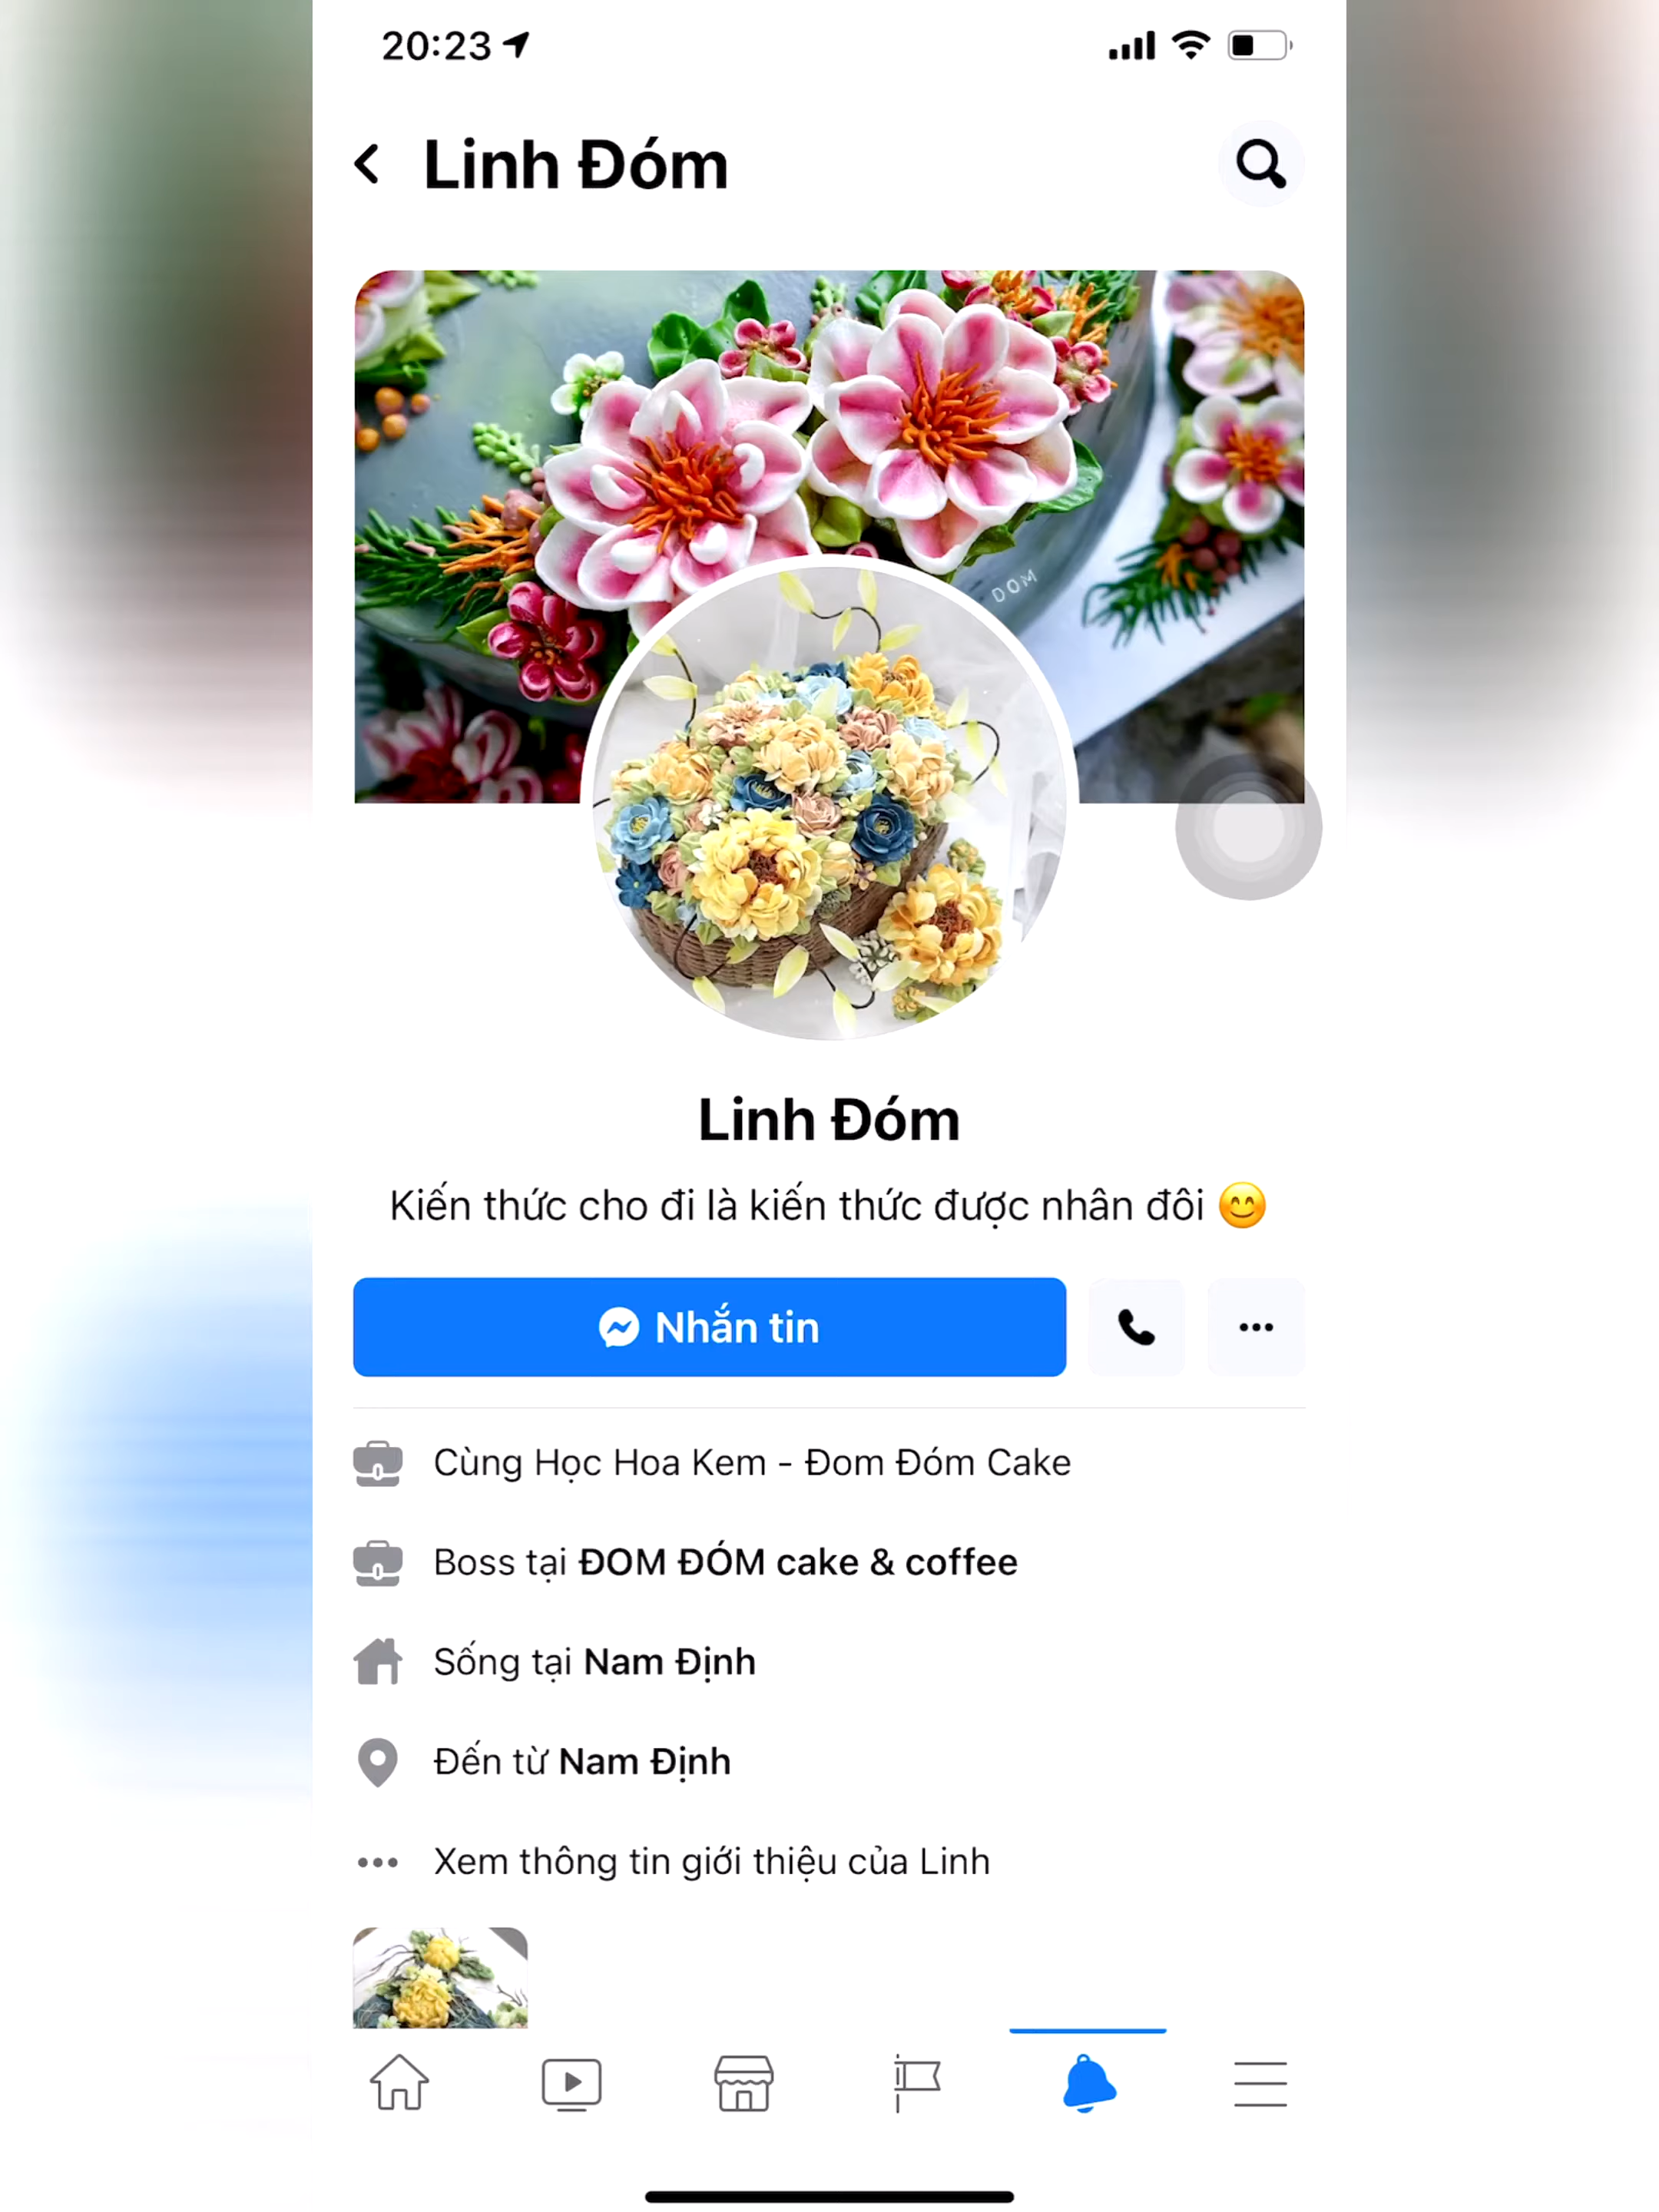 20:23
Linh Đóm
DOM
Linh Đóm
Kiến thức cho đi là kiến thức được nhân đôi 😊
Nhắn tin
Cùng Học Hoa Kem - Đom Đóm Cake
Boss tại ĐOM ĐÓM cake & coffee
Sống tại Nam Định
Đến từ Nam Định
Xem thông tin giới thiệu của Linh